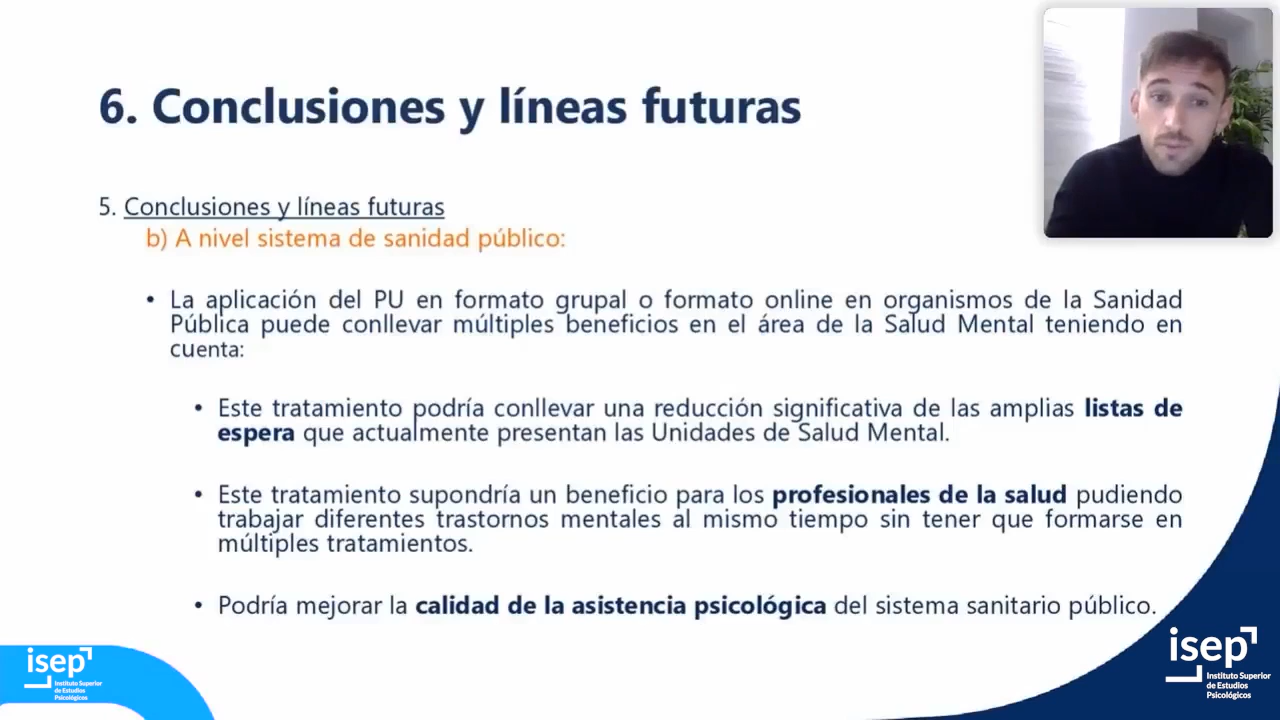 6. Conclusiones y líneas futuras
5. Conclusiones y líneas futuras
b) A nivel sistema de sanidad público:
• La aplicación del PU en formato grupal o formato online en organismos de la Sanidad
Pública puede conllevar múltiples beneficios en el área de la Salud Mental teniendo en
cuenta:
• Este tratamiento podría conllevar una reducción significativa de las amplias listas de
espera que actualmente presentan las Unidades de Salud Mental.
• Este tratamiento supondría un beneficio para los profesionales de la salud pudiendo
trabajar diferentes trastornos mentales al mismo tiempo sin tener que formarse en
múltiples tratamientos.
• Podría mejorar la calidad de la asistencia psicológica del sistema sanitario público.
isep
Instituto Superior
de Estudios
Psicológicos
isep
Instituto Superior
de Estudios
Psicológicos